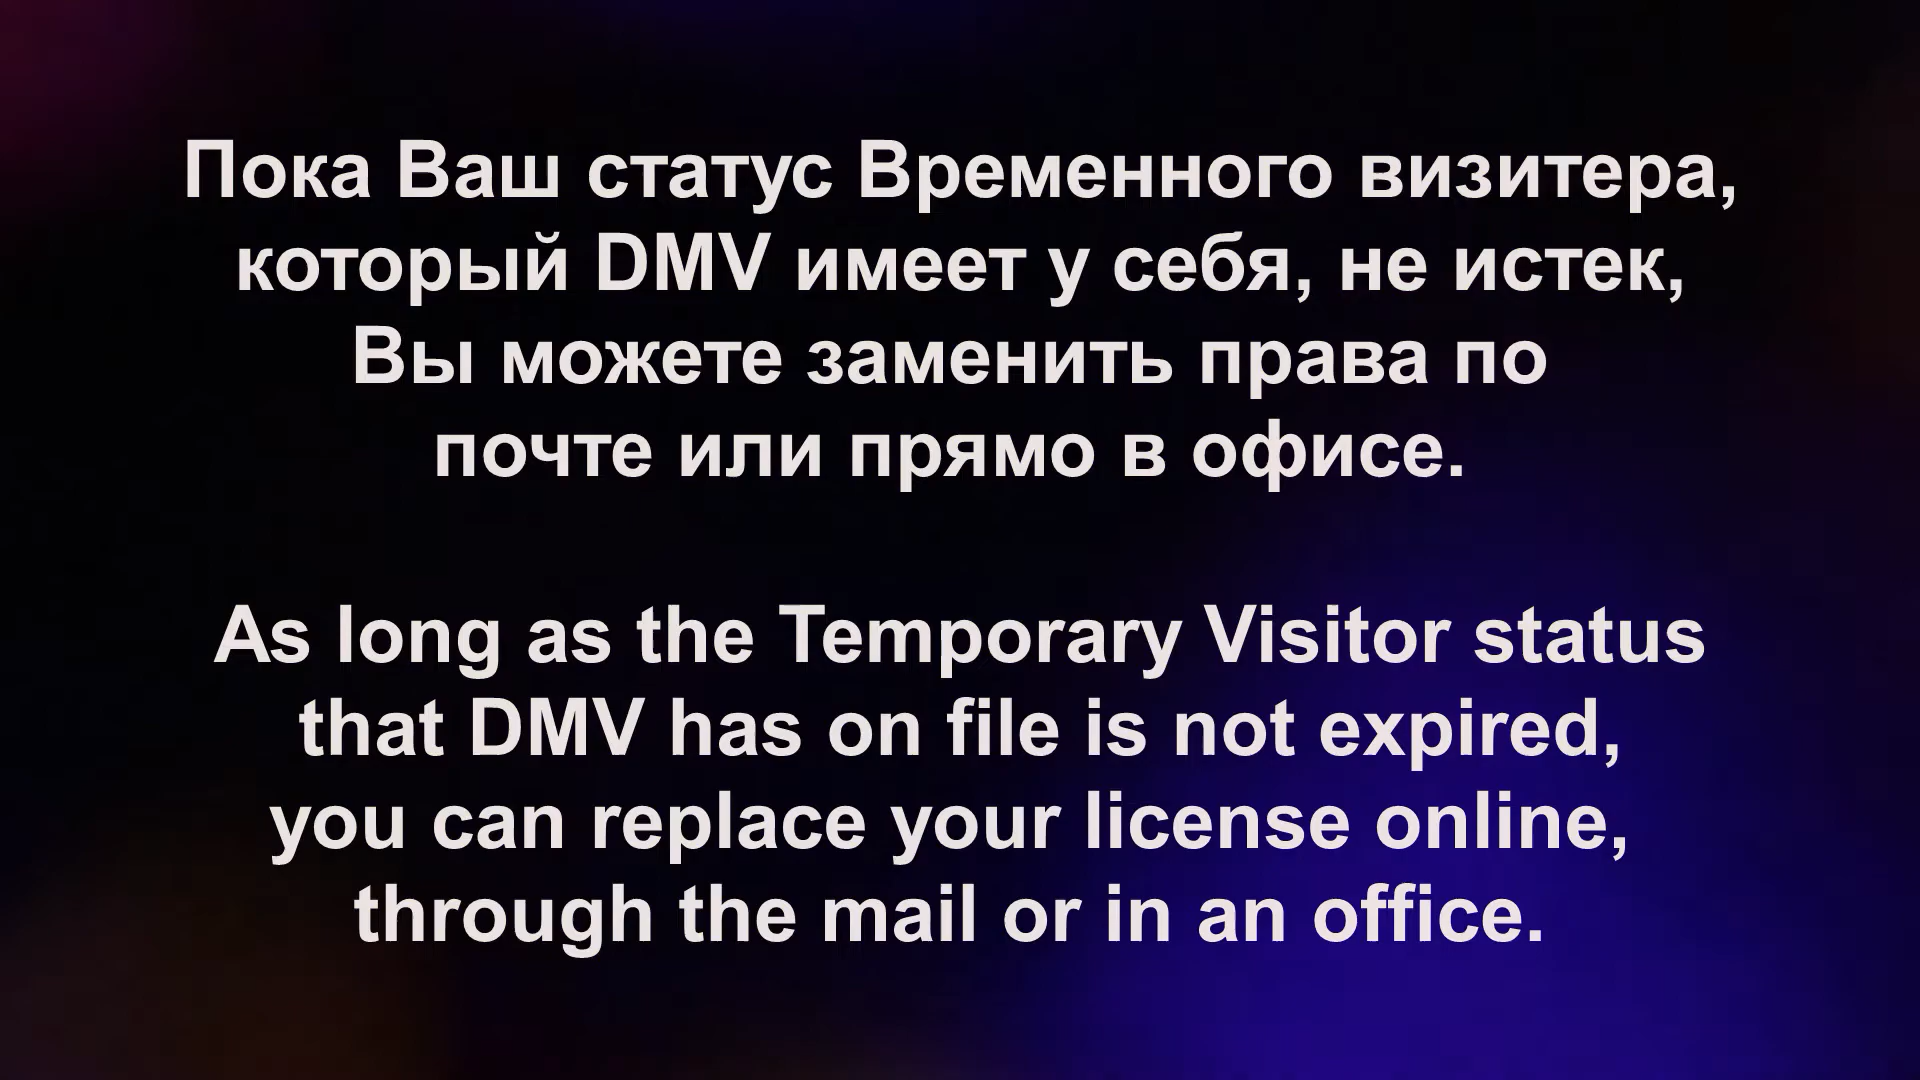 Пока Ваш статус Временного визитера,
который DMV имеет у себя, не истек,
Вы можете заменить права по
почте или прямо в офисе.
As long as the Temporary Visitor status
that DMV has on file is not expired,
you can replace your license online,
through the mail or in an office.